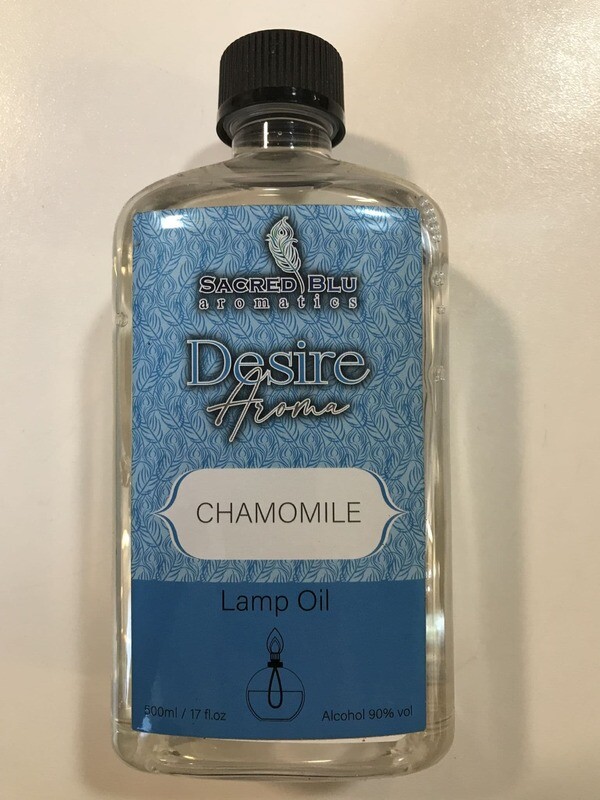 SACRED BLU
aromatics
Desire
Aroma
CHAMOMILE
Lamp Oil
500ml / 17 fl.oz
Alcohol 90% vol